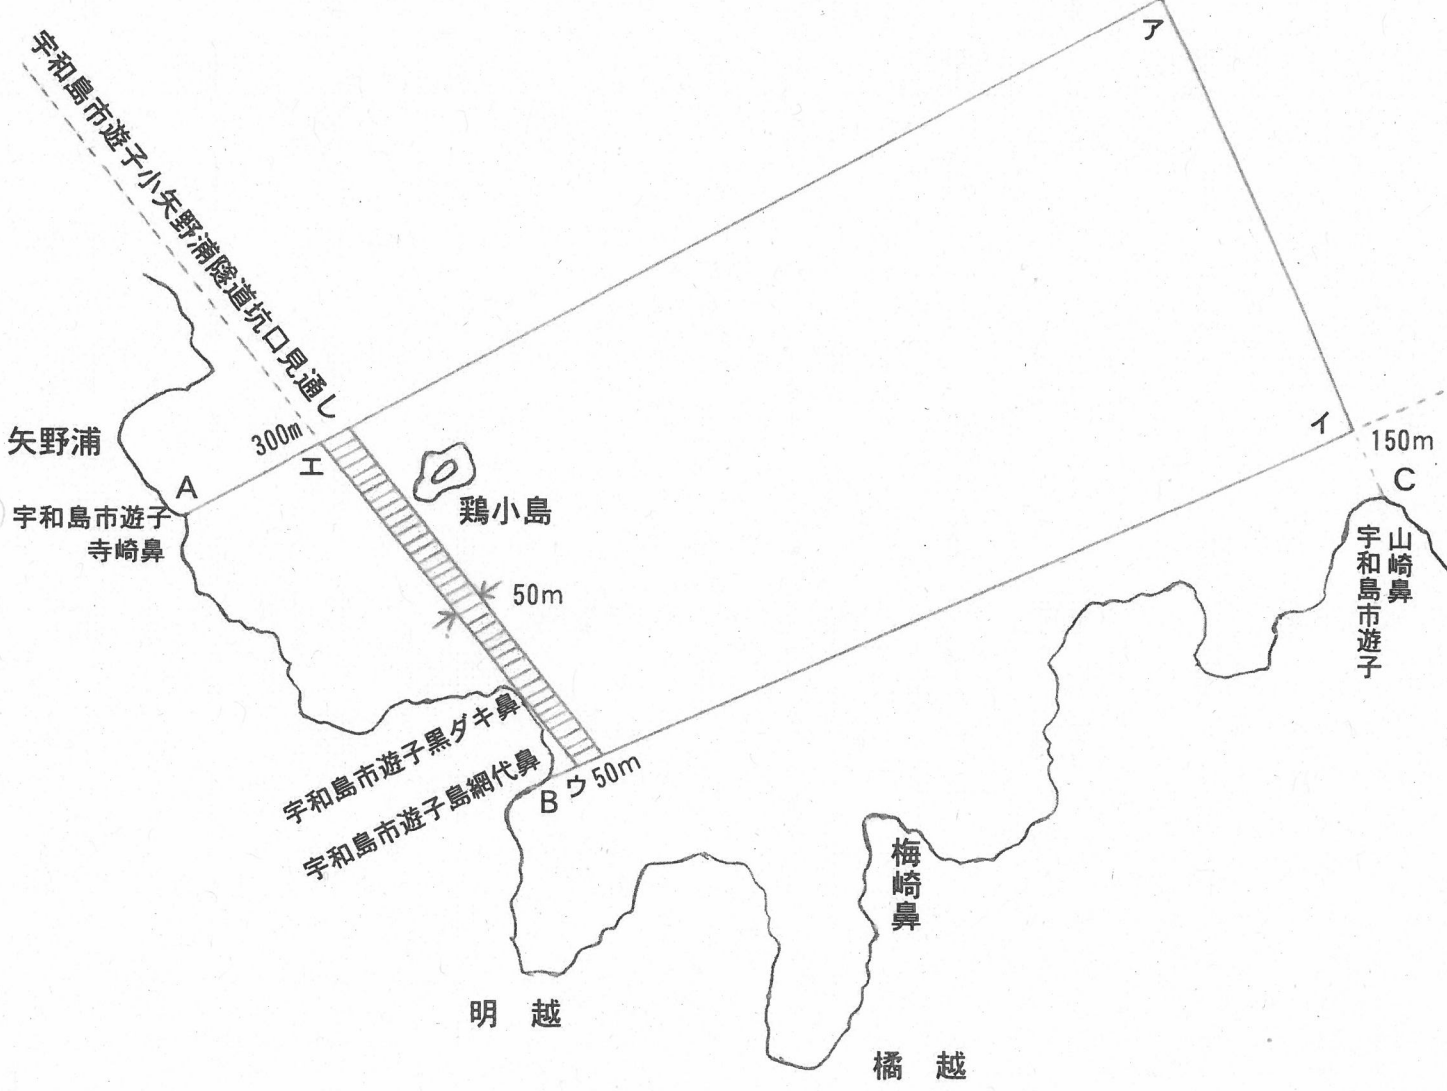 ア
宇和島市遊子小矢野浦隧道坑口見通し
イ
150m
C
山崎鼻
宇和島市遊子
矢野浦
300m
エ
A
宇和島市遊子
寺崎鼻
鶏小島
50m
宇和島市遊子黒ダキ鼻
宇和島市遊子島網代鼻
B
ウ
50m
梅崎鼻
明越
橘越